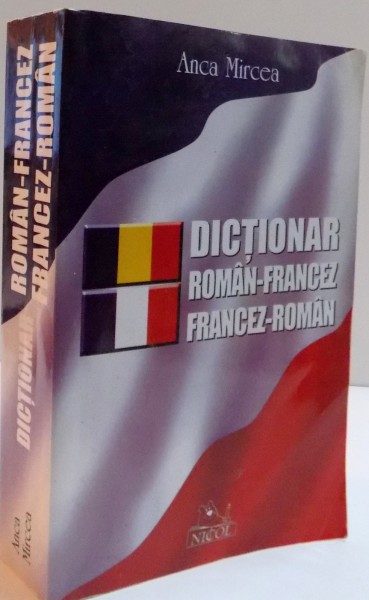 Anca Mircea
DICȚIONAR
ROMÂN-FRANCEZ
FRANCEZ-ROMÂN
NICOL
DICȚIONAR ROMÂN-FRANCEZ
FRANCEZ-ROMÂN
Anca
Mircea